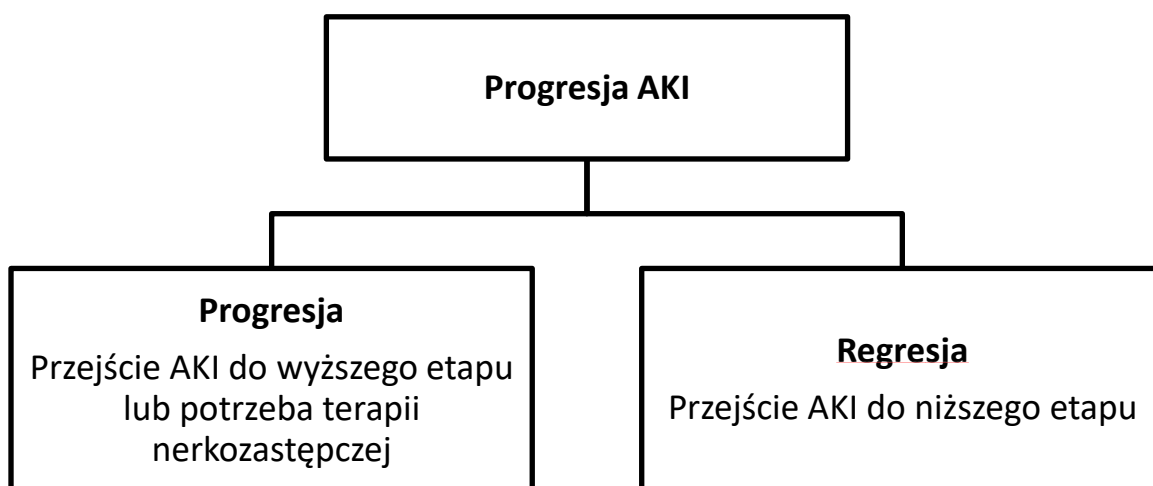 Progresja AKI
Progresja
Przejście AKI do wyższego etapu
lub potrzeba terapii
nerkozastępczej
Regresja
Przejście AKI do niższego etapu